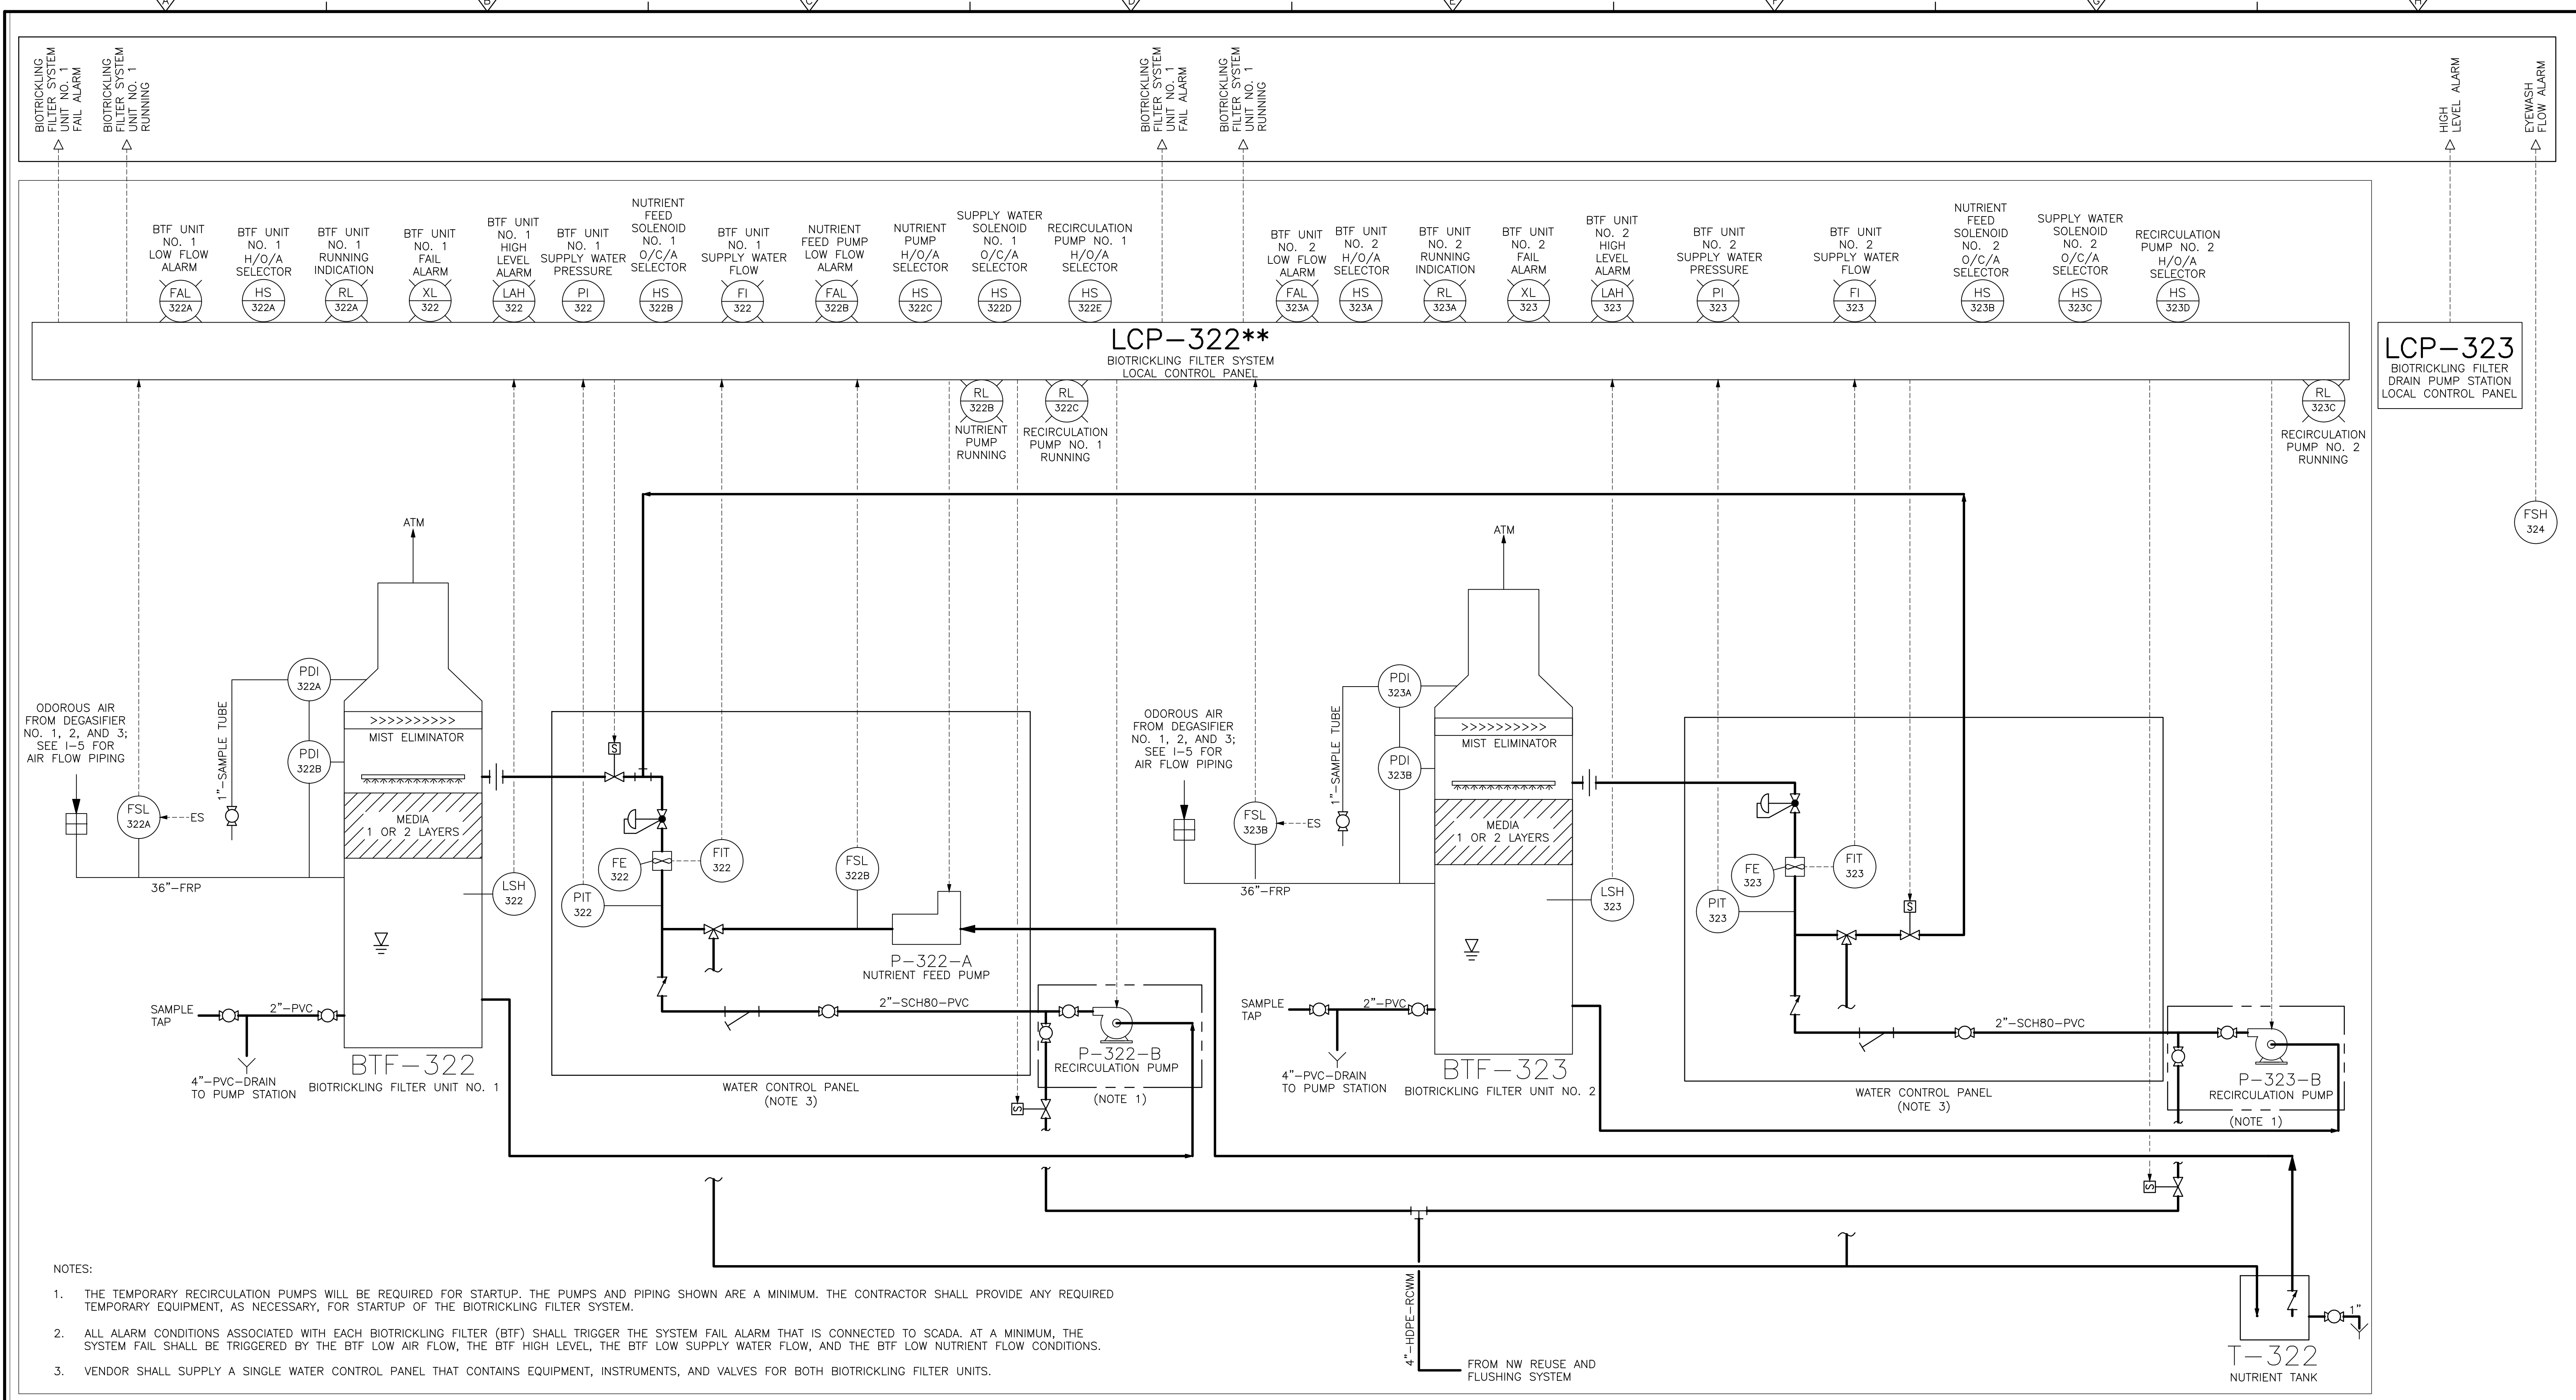 A
B
C
D
E
F
G
H
BIOTRICKLING
FILTER SYSTEM
UNIT NO. 1
FAIL ALARM
BIOTRICKLING
FILTER SYSTEM
UNIT NO. 1
RUNNING
BIOTRICKLING
FILTER SYSTEM
UNIT NO. 1
FAIL ALARM
BIOTRICKLING
FILTER SYSTEM
UNIT NO. 1
RUNNING
HIGH
LEVEL ALARM
EYEWASH
FLOW ALARM
BTF UNIT
NO. 1
LOW FLOW
ALARM
FAL
322A
BTF UNIT
NO. 1
H/O/A
SELECTOR
HS
322A
BTF UNIT
NO. 1
RUNNING
INDICATION
RL
322A
BTF UNIT
NO. 1
FAIL
ALARM
XL
322
BTF UNIT
NO. 1
HIGH
LEVEL
ALARM
LAH
322
BTF UNIT
NO. 1
SUPPLY WATER
PRESSURE
PI
322
NUTRIENT
FEED
SOLENOID
NO. 1
O/C/A
SELECTOR
HS
322B
BTF UNIT
NO. 1
SUPPLY WATER
FLOW
FI
322
NUTRIENT
FEED PUMP
LOW FLOW
ALARM
FAL
322B
NUTRIENT
PUMP
H/O/A
SELECTOR
HS
322C
SUPPLY WATER
SOLENOID
NO. 1
O/C/A
SELECTOR
HS
322D
RECIRCULATION
PUMP NO. 1
H/O/A
SELECTOR
HS
322E
BTF UNIT
NO. 2
LOW FLOW
ALARM
FAL
323A
BTF UNIT
NO. 2
H/O/A
SELECTOR
HS
323A
BTF UNIT
NO. 2
RUNNING
INDICATION
RL
323A
BTF UNIT
NO. 2
FAIL
ALARM
XL
323
BTF UNIT
NO. 2
HIGH
LEVEL
ALARM
LAH
323
BTF UNIT
NO. 2
SUPPLY WATER
PRESSURE
PI
323
BTF UNIT
NO. 2
SUPPLY WATER
FLOW
FI
323
NUTRIENT
FEED
SOLENOID
NO. 2
O/C/A
SELECTOR
HS
323B
SUPPLY WATER
SOLENOID
NO. 2
O/C/A
SELECTOR
HS
323C
RECIRCULATION
PUMP NO. 2
H/O/A
SELECTOR
HS
323D
LCP-322**
BIOTRICKLING FILTER SYSTEM
LOCAL CONTROL PANEL
LCP-323
BIOTRICKLING FILTER
DRAIN PUMP STATION
LOCAL CONTROL PANEL
RL
322B
NUTRIENT
PUMP
RUNNING
RL
322C
RECIRCULATION
PUMP NO. 1
RUNNING
RL
323C
RECIRCULATION
PUMP NO. 2
RUNNING
FSH
324
ATM
PDI
322A
PDI
322B
1"-SAMPLE TUBE
ODOROUS AIR
FROM DEGASIFIER
NO. 1, 2, AND 3;
SEE I-5 FOR
AIR FLOW PIPING
FSL
322A
ES
36"-FRP
>>>>>>>>>>
MIST ELIMINATOR
MEDIA
1 OR 2 LAYERS
LSH
322
S
FE
322
FIT
322
PIT
322
FSL
322B
P-322-A
NUTRIENT FEED PUMP
2"-SCH80-PVC
SAMPLE
TAP
2"-PVC
4"-PVC-DRAIN
TO PUMP STATION
BTF-322
BIOTRICKLING FILTER UNIT NO. 1
WATER CONTROL PANEL
(NOTE 3)
P-322-B
RECIRCULATION PUMP
(NOTE 1)
S
ATM
PDI
323A
PDI
323B
1"-SAMPLE TUBE
ODOROUS AIR
FROM DEGASIFIER
NO. 1, 2, AND 3;
SEE I-5 FOR
AIR FLOW PIPING
FSL
323B
ES
36"-FRP
>>>>>>>>>>
MIST ELIMINATOR
MEDIA
1 OR 2 LAYERS
LSH
323
FE
323
FIT
323
PIT
323
S
2"-SCH80-PVC
SAMPLE
TAP
2"-PVC
4"-PVC-DRAIN
TO PUMP STATION
BTF-323
BIOTRICKLING FILTER UNIT NO. 2
WATER CONTROL PANEL
(NOTE 3)
P-323-B
RECIRCULATION PUMP
(NOTE 1)
S
4"-HDPE-RCWM
FROM NW REUSE AND
FLUSHING SYSTEM
1"
T-322
NUTRIENT TANK
NOTES:
1. THE TEMPORARY RECIRCULATION PUMPS WILL BE REQUIRED FOR STARTUP. THE PUMPS AND PIPING SHOWN ARE A MINIMUM. THE CONTRACTOR SHALL PROVIDE ANY REQUIRED
TEMPORARY EQUIPMENT, AS NECESSARY, FOR STARTUP OF THE BIOTRICKLING FILTER SYSTEM.
2. ALL ALARM CONDITIONS ASSOCIATED WITH EACH BIOTRICKLING FILTER (BTF) SHALL TRIGGER THE SYSTEM FAIL ALARM THAT IS CONNECTED TO SCADA. AT A MINIMUM, THE
SYSTEM FAIL SHALL BE TRIGGERED BY THE BTF LOW AIR FLOW, THE BTF HIGH LEVEL, THE BTF LOW SUPPLY WATER FLOW, AND THE BTF LOW NUTRIENT FLOW CONDITIONS.
3. VENDOR SHALL SUPPLY A SINGLE WATER CONTROL PANEL THAT CONTAINS EQUIPMENT, INSTRUMENTS, AND VALVES FOR BOTH BIOTRICKLING FILTER UNITS.